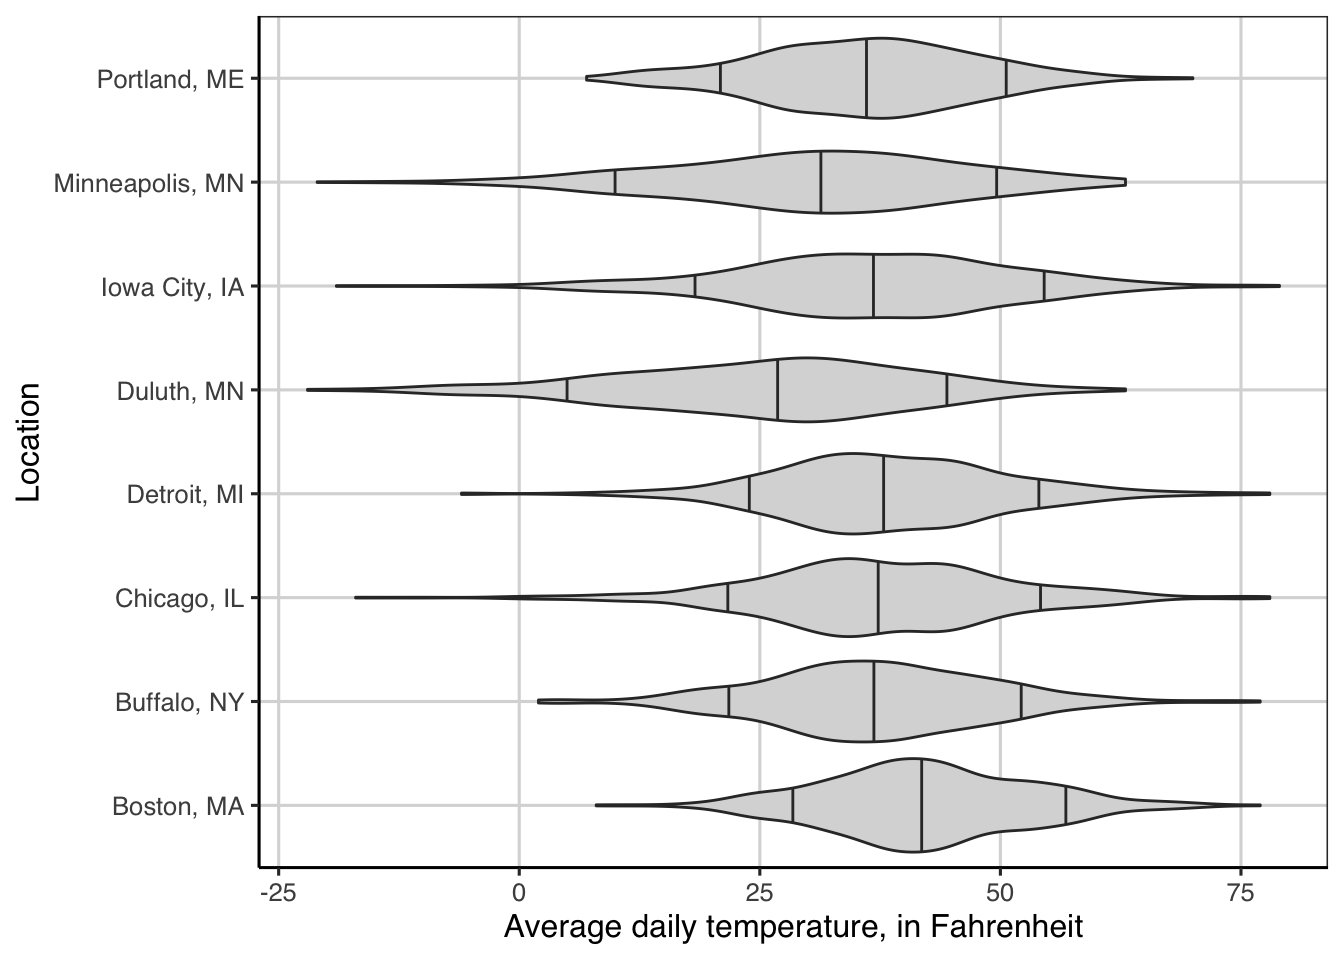 Portland, ME
Minneapolis, MN
Iowa City, IA
Duluth, MN
Detroit, MI
Chicago, IL
Buffalo, NY
Boston, MA
Location
-25 0 25 50 75
Average daily temperature, in Fahrenheit